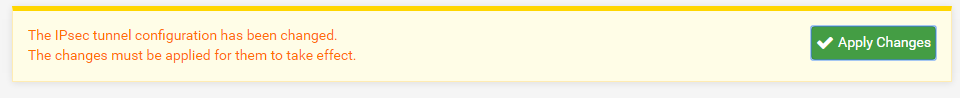 The IPsec tunnel configuration has been changed.
The changes must be applied for them to take effect.
Apply Changes